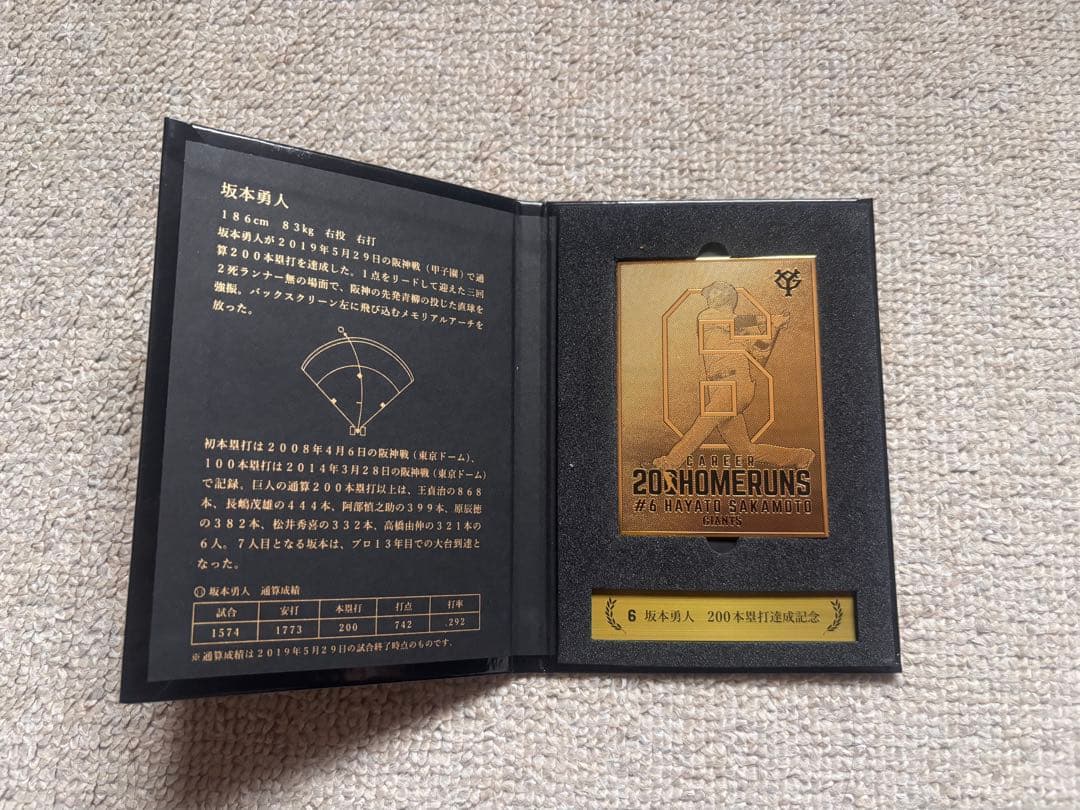 坂本勇人
186cm 83kg 右投 右打
坂本勇人が2019年5月29日の阪神戦（甲子園）で通
算200本塁打を達成した。1点をリードして迎えた三回
2死ランナー無の場面で、阪神の先発青柳の投じた直球を
強振。バックスクリーン左に飛び込むメモリアルアーチを
放った。
初本塁打は2008年4月6日の阪神戦（東京ドーム）、
100本塁打は2014年3月28日の阪神戦（東京ドーム）
で記録。巨人の通算200本塁打以上は、王貞治の868
本、長嶋茂雄の444本、阿部慎之助の399本、原辰徳
の382本、松井秀喜の332本、高橋由伸の321本の
6人。7人目となる坂本は、プロ13年目での大台到達と
なった。
坂本勇人 通算成績
試合 安打 本塁打 打点 打率
1574 1773 200 742 .292
※通算成績は2019年5月29日の試合終了時点のものです。
6
CAREER
200HOMERUNS
#6 HAYATO SAKAMOTO
GIANTS
6 坂本勇人 200本塁打達成記念